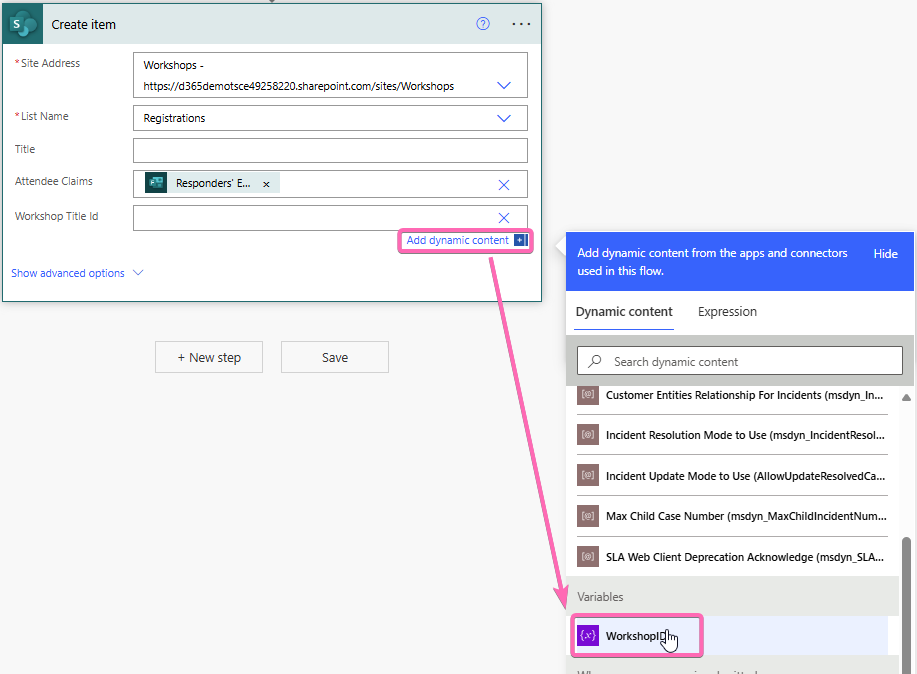 Create item
* Site Address
Workshops -
https://d365demotsce49258220.sharepoint.com/sites/Workshops
* List Name
Registrations
Title
Attendee Claims
Responders' E... ×
Workshop Title Id
Add dynamic content
Show advanced options
+ New step
Save
Add dynamic content from the apps and connectors
used in this flow.
Hide
Dynamic content
Expression
Search dynamic content
Customer Entities Relationship For Incidents (msdyn_In...
Incident Resolution Mode to Use (msdyn_IncidentResol...
Incident Update Mode to Use (AllowUpdateResolvedCa...
Max Child Case Number (msdyn_MaxChildIncidentNum...
SLA Web Client Deprecation Acknowledge (msdyn_SLA...
Variables
{x} WorkshopID